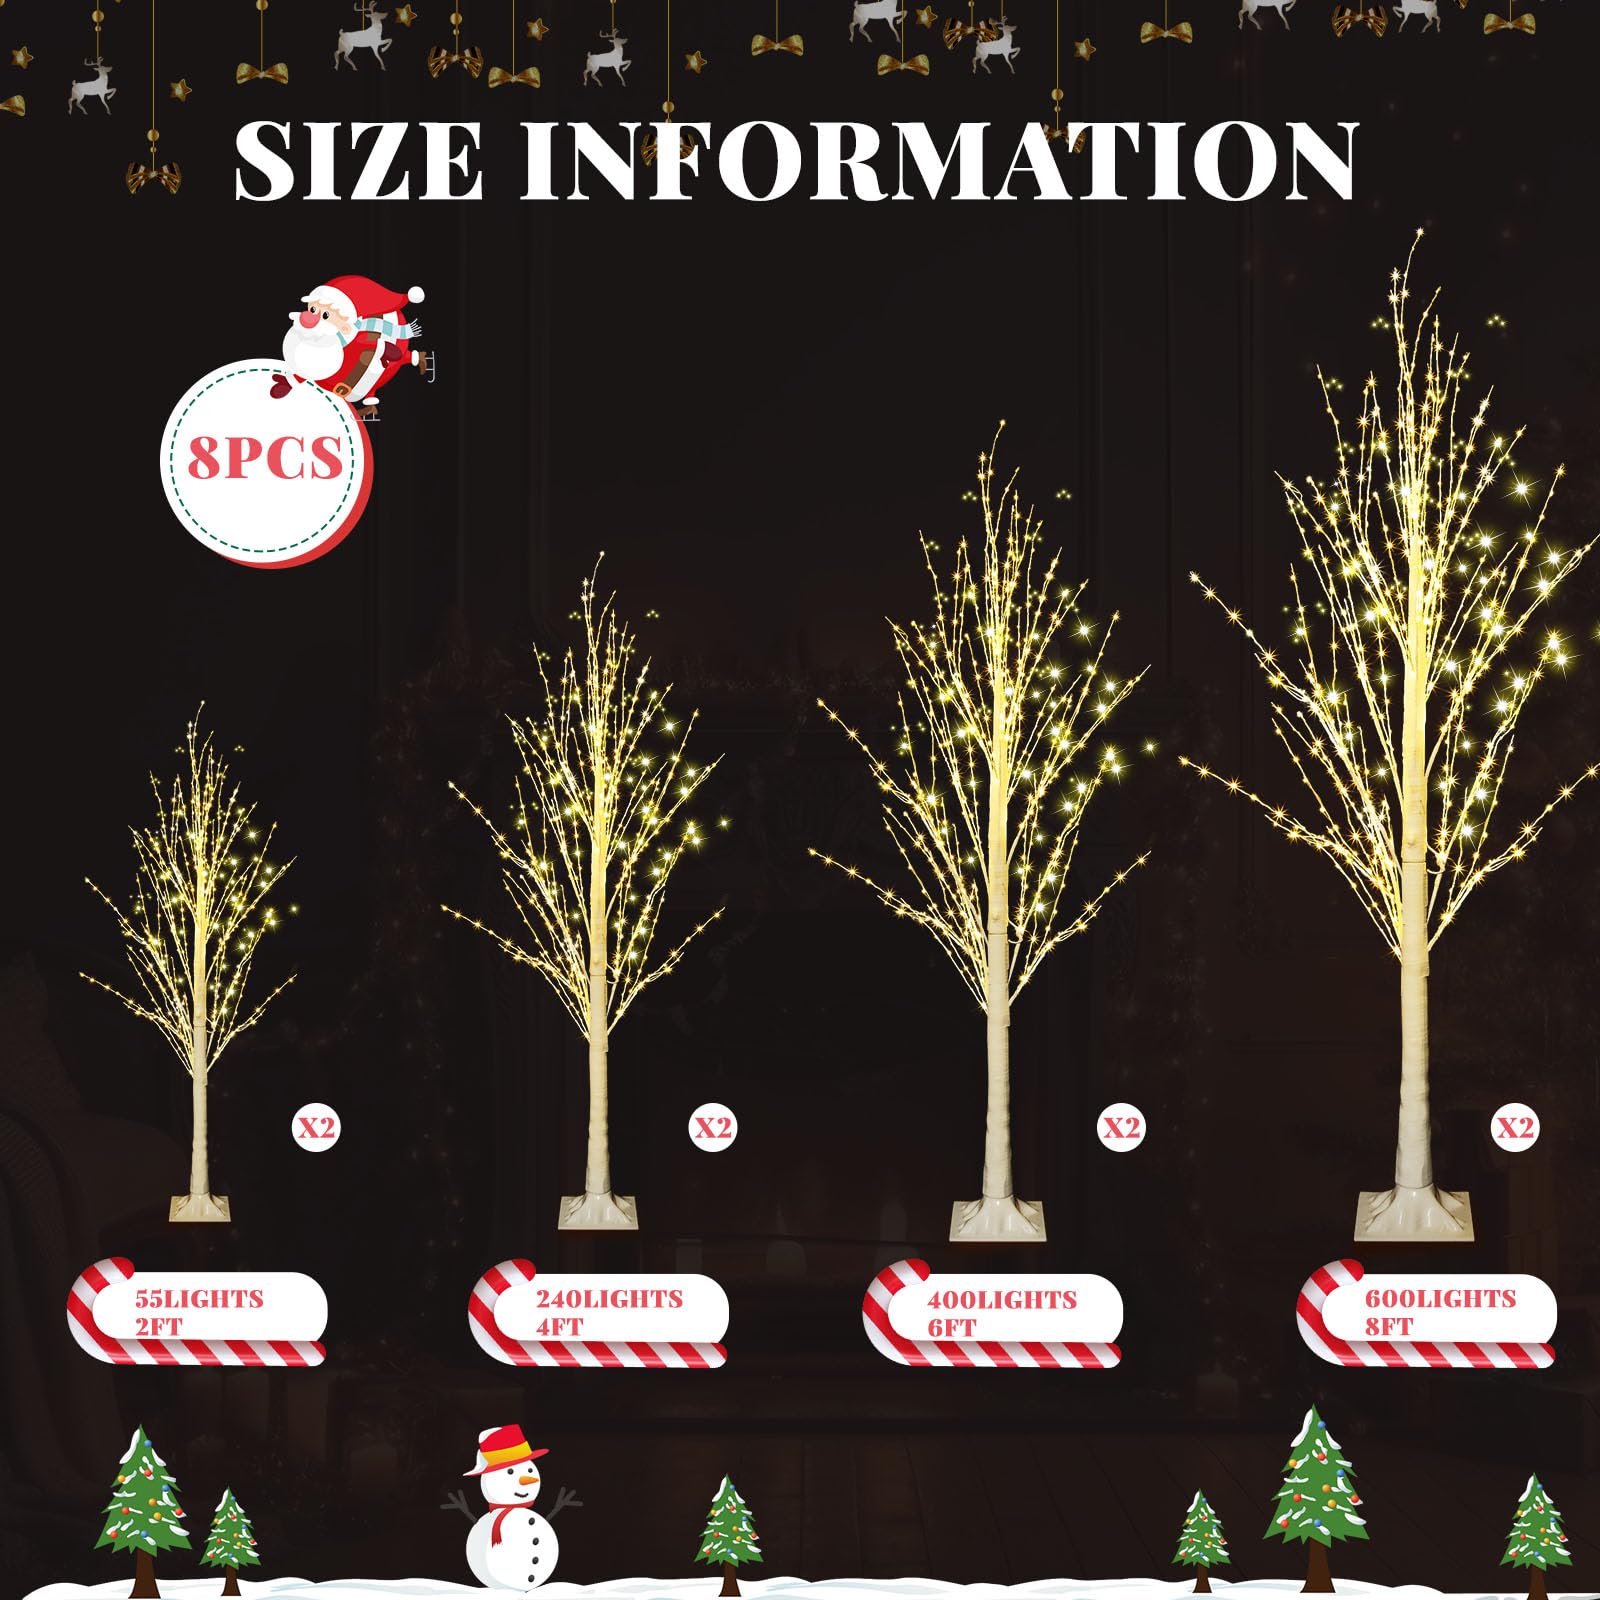 SIZE INFORMATION
8PCS
X2
X2
X2
X2
55LIGHTS
2FT
240LIGHTS
4FT
400LIGHTS
6FT
600LIGHTS
8FT